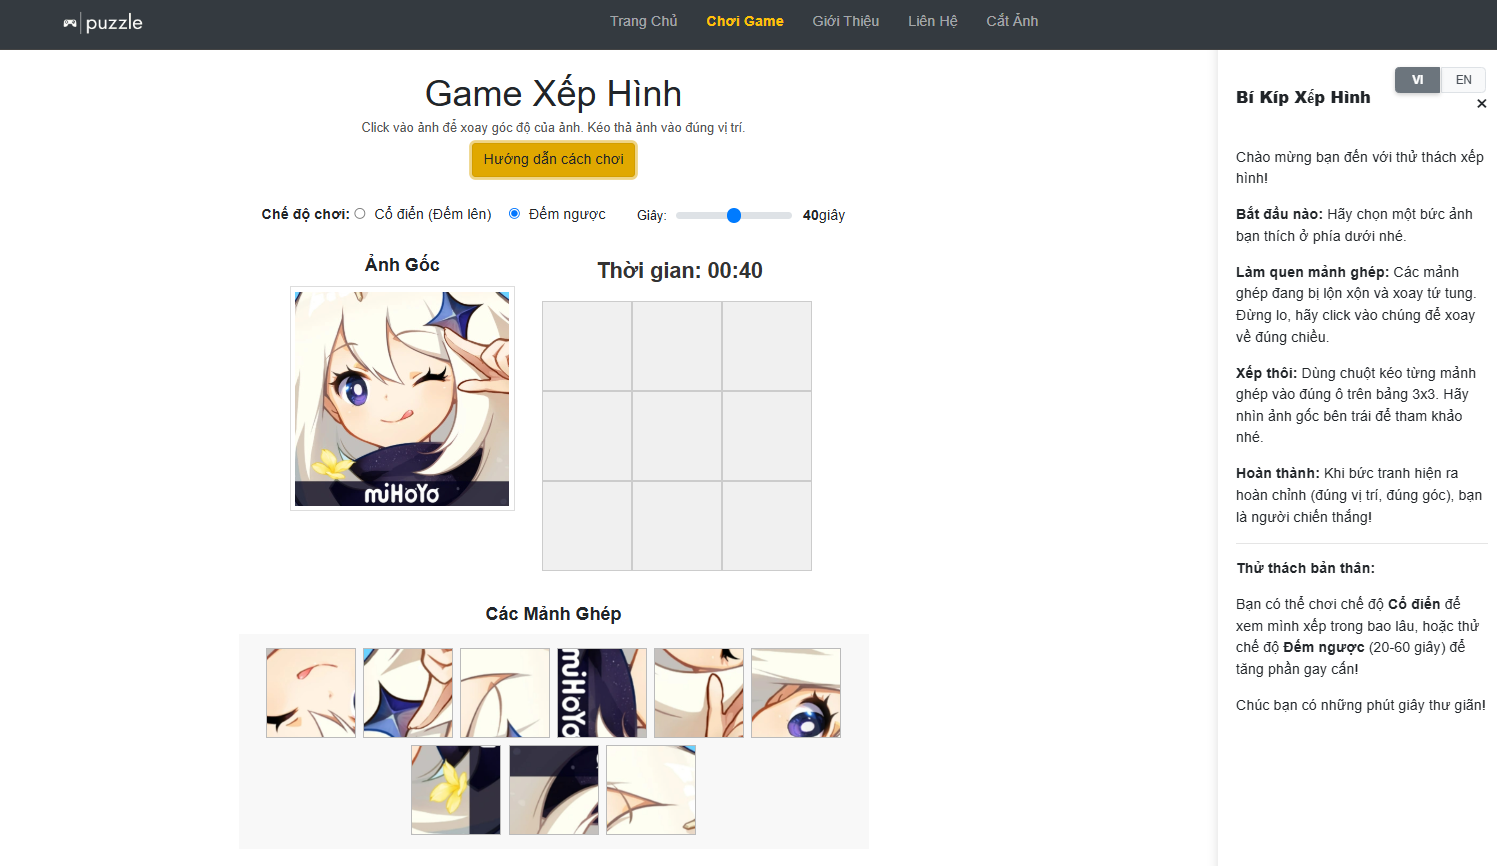 puzzle
Trang Chủ
Chơi Game
Giới Thiệu
Liên Hệ
Cắt Ảnh
Game Xếp Hình
Click vào ảnh để xoay góc độ của ảnh. Kéo thả ảnh vào đúng vị trí.
Hướng dẫn cách chơi
Chế độ chơi: Cổ điển (Đếm lên) Đếm ngược Giây: 40giây
Ảnh Gốc
Thời gian: 00:40
miHoYo
Các Mảnh Ghép
miHoYo
VI
EN
Bí Kíp Xếp Hình
×
Chào mừng bạn đến với thử thách xếp
hình!
Bắt đầu nào: Hãy chọn một bức ảnh
bạn thích ở phía dưới nhé.
Làm quen mảnh ghép: Các mảnh
ghép đang bị lộn xộn và xoay tứ tung.
Đừng lo, hãy click vào chúng để xoay
về đúng chiều.
Xếp thôi: Dùng chuột kéo từng mảnh
ghép vào đúng ô trên bảng 3x3. Hãy
nhìn ảnh gốc bên trái để tham khảo
nhé.
Hoàn thành: Khi bức tranh hiện ra
hoàn chỉnh (đúng vị trí, đúng góc), bạn
là người chiến thắng!
Thử thách bản thân:
Bạn có thể chơi chế độ Cổ điển để
xem mình xếp trong bao lâu, hoặc thử
chế độ Đếm ngược (20-60 giây) để
tăng phần gay cấn!
Chúc bạn có những phút giây thư giãn!